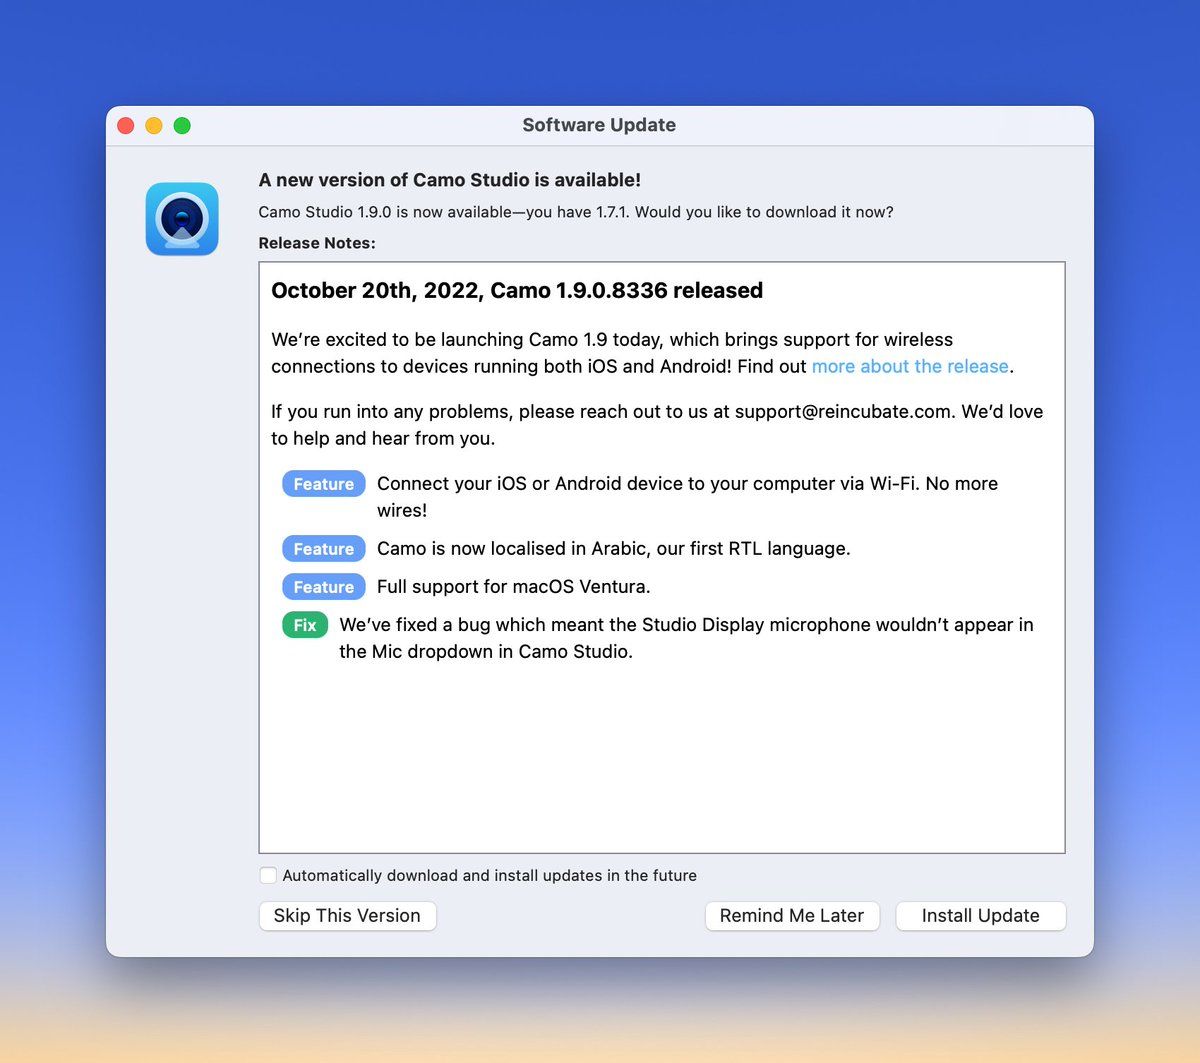 Software Update
A new version of Camo Studio is available!
Camo Studio 1.9.0 is now available—you have 1.7.1. Would you like to download it now?
Release Notes:
October 20th, 2022, Camo 1.9.0.8336 released
We’re excited to be launching Camo 1.9 today, which brings support for wireless
connections to devices running both iOS and Android! Find out more about the release.
If you run into any problems, please reach out to us at support@reincubate.com. We’d love
to help and hear from you.
Feature Connect your iOS or Android device to your computer via Wi-Fi. No more
wires!
Feature Camo is now localised in Arabic, our first RTL language.
Feature Full support for macOS Ventura.
Fix We’ve fixed a bug which meant the Studio Display microphone wouldn’t appear in
the Mic dropdown in Camo Studio.
Automatically download and install updates in the future
Skip This Version Remind Me Later Install Update